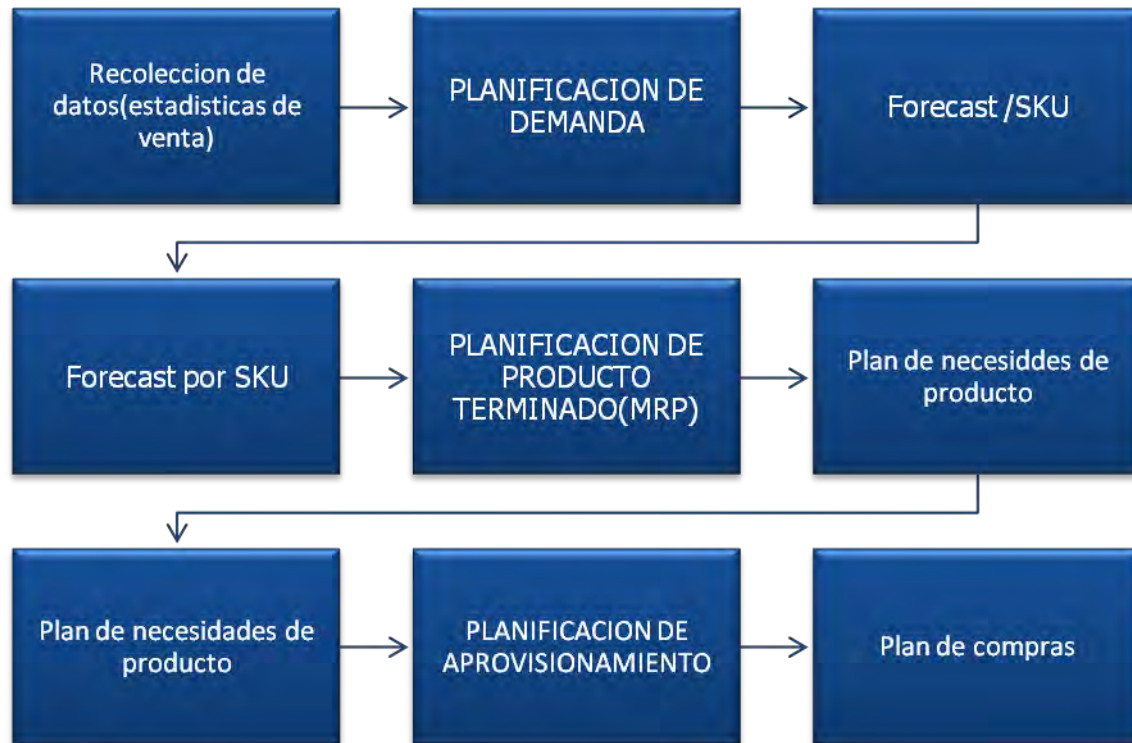 Recoleccion de
datos(estadisticas de
venta)
PLANIFICACION DE
DEMANDA
Forecast /SKU
Forecast por SKU
PLANIFICACION DE
PRODUCTO
TERMINADO(MRP)
Plan de necesiddes de
producto
Plan de necesidades de
producto
PLANIFICACION DE
APROVISIONAMIENTO
Plan de compras